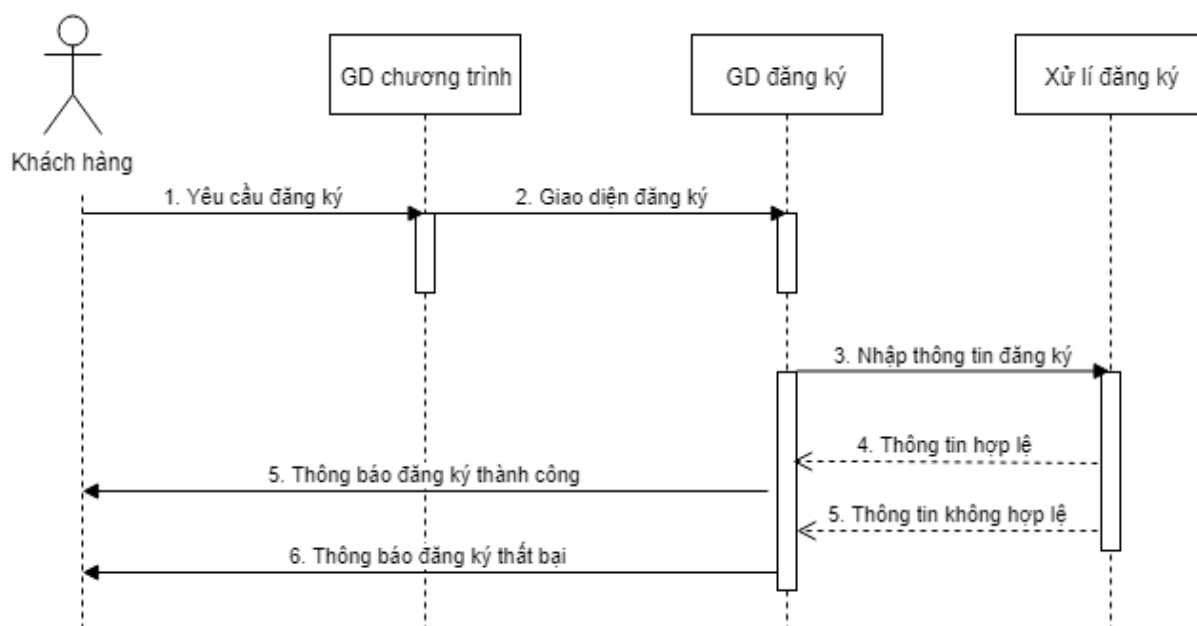 GD chương trình
GD đăng ký
Xử lí đăng ký
Khách hàng
1. Yêu cầu đăng ký
2. Giao diện đăng ký
3. Nhập thông tin đăng ký
4. Thông tin hợp lệ
5. Thông báo đăng ký thành công
5. Thông tin không hợp lệ
6. Thông báo đăng ký thất bại